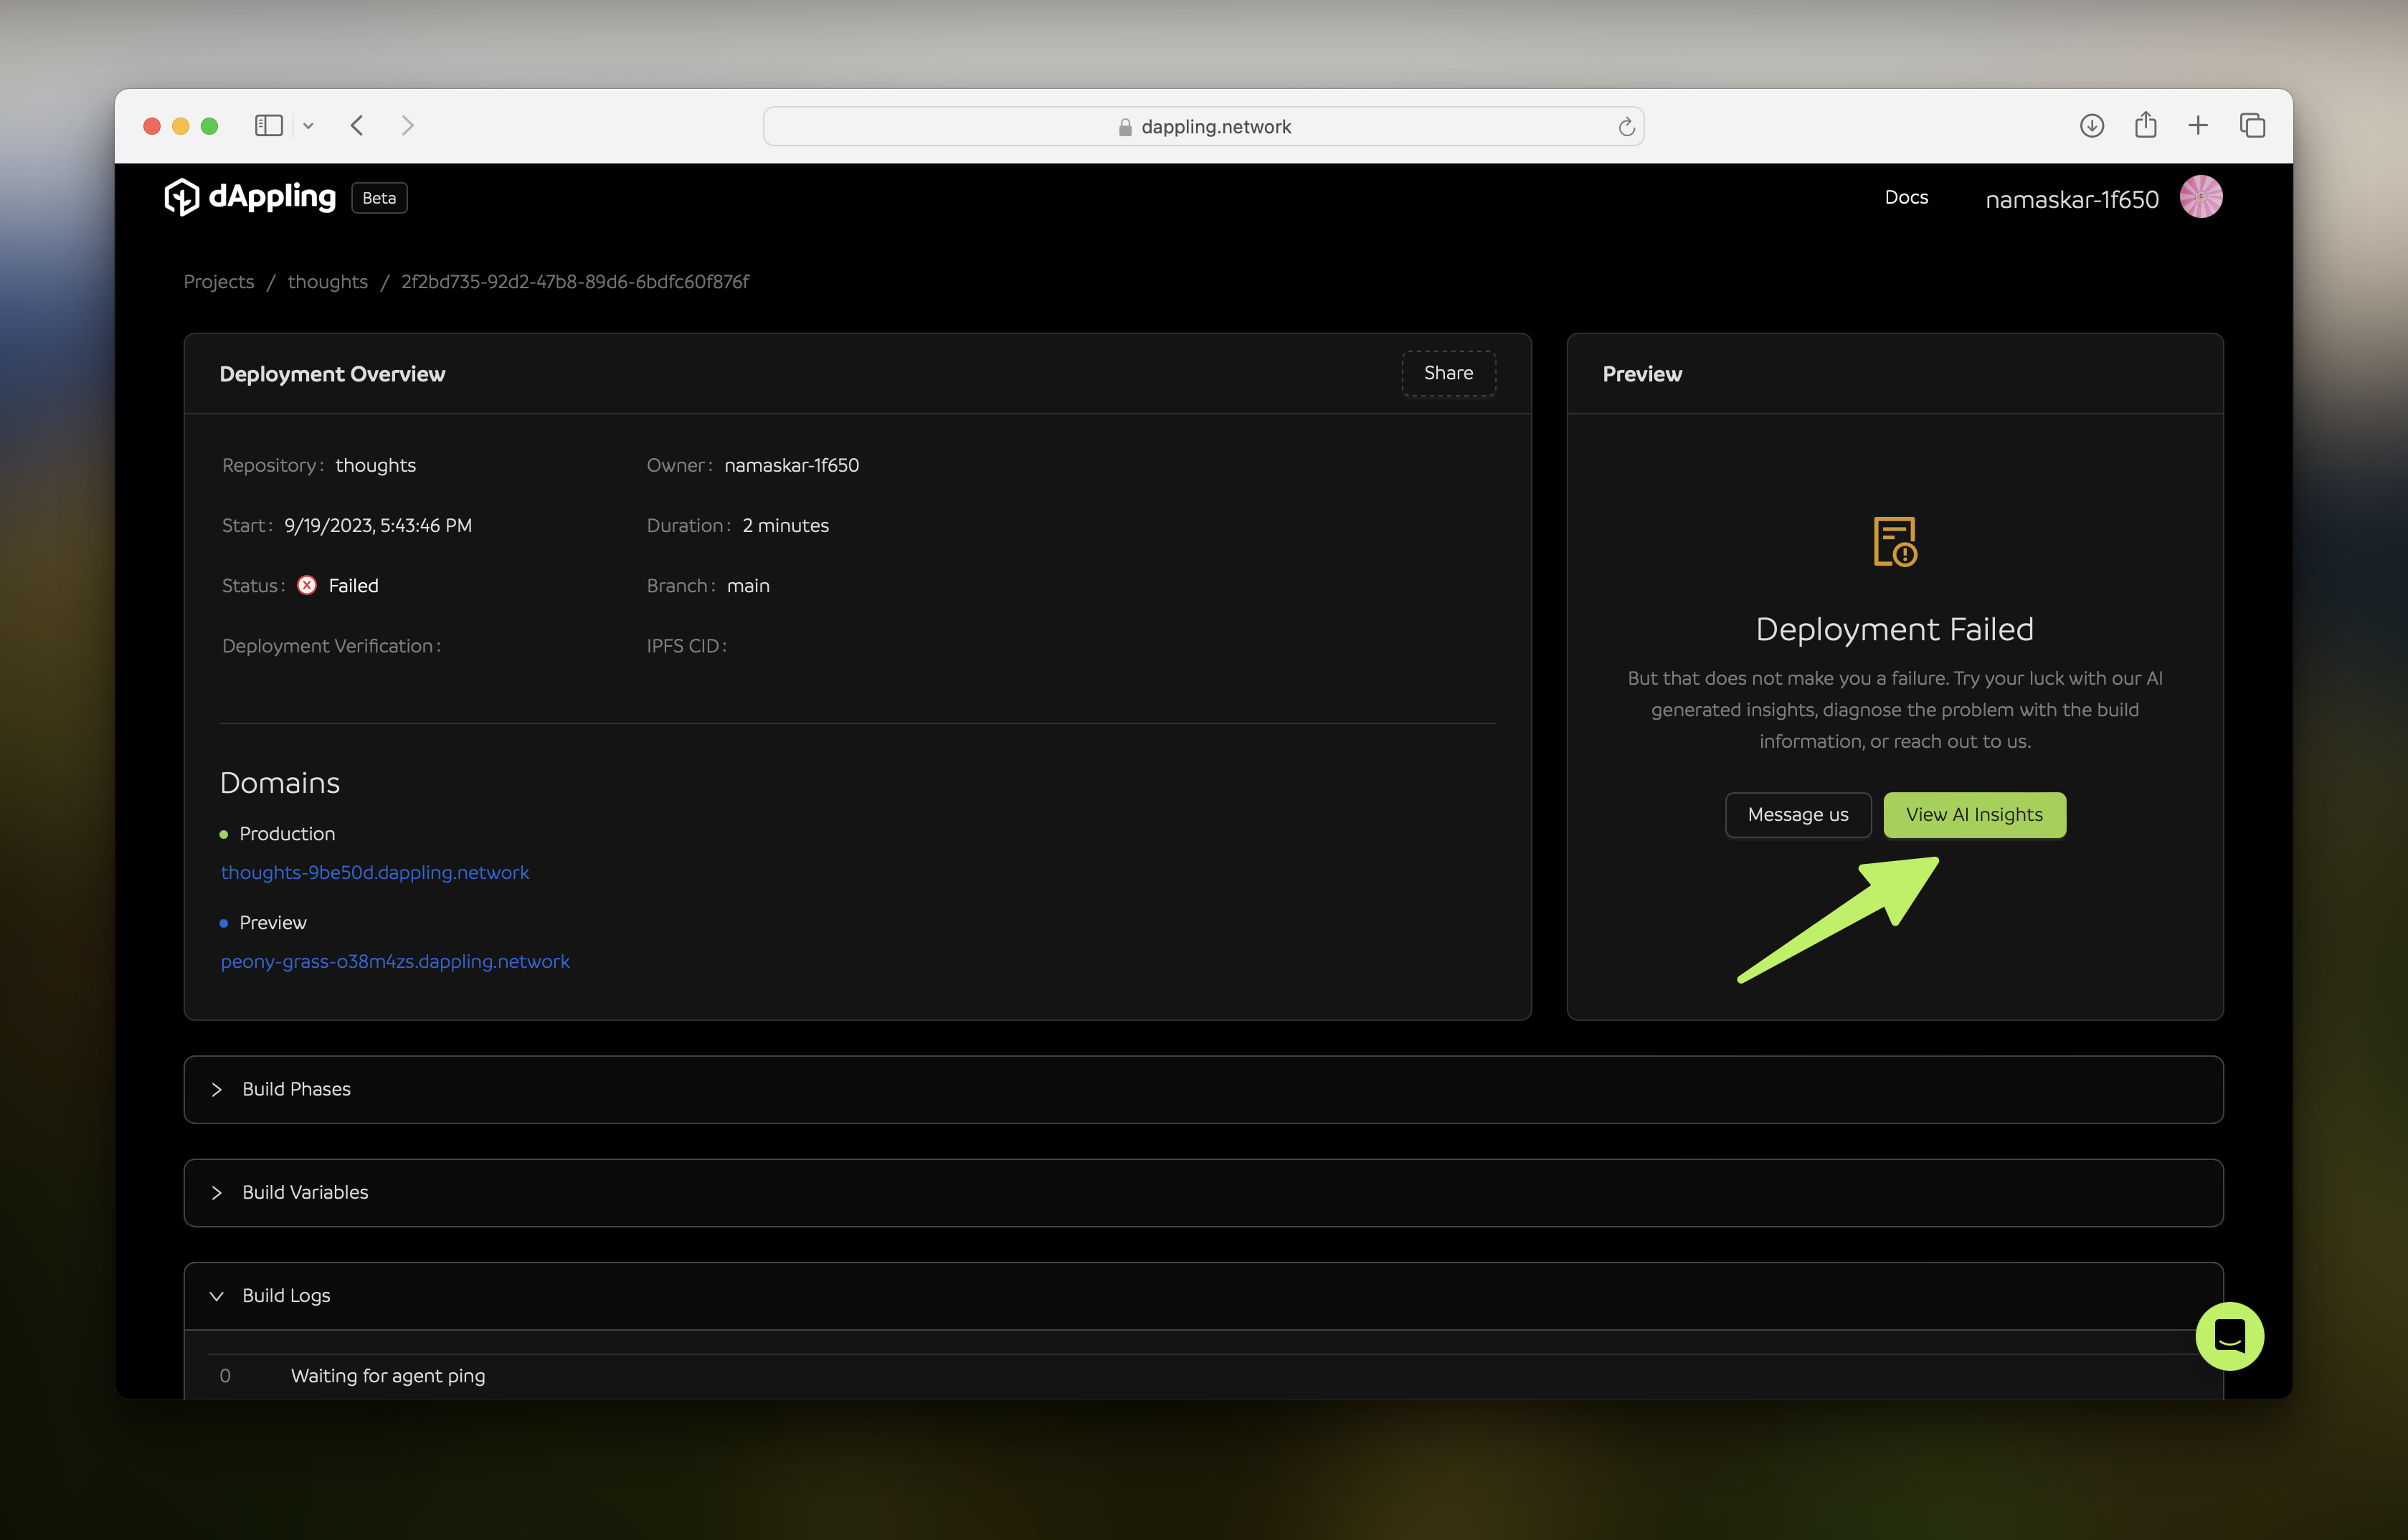 dappling.network
dAppling Beta
Docs namaskar-1f650
Projects / thoughts / 2f2bd735-92d2-47b8-89d6-6bdfc60f876f
Deployment Overview
Share
Repository: thoughts
Owner: namaskar-1f650
Start: 9/19/2023, 5:43:46 PM
Duration: 2 minutes
Status: Failed
Branch: main
Deployment Verification:
IPFS CID:
Domains
Production
thoughts-9be50d.dappling.network
Preview
peony-grass-o38m4zs.dappling.network
Preview
Deployment Failed
But that does not make you a failure. Try your luck with our AI
generated insights, diagnose the problem with the build
information, or reach out to us.
Message us
View AI Insights
Build Phases
Build Variables
Build Logs
0 Waiting for agent ping